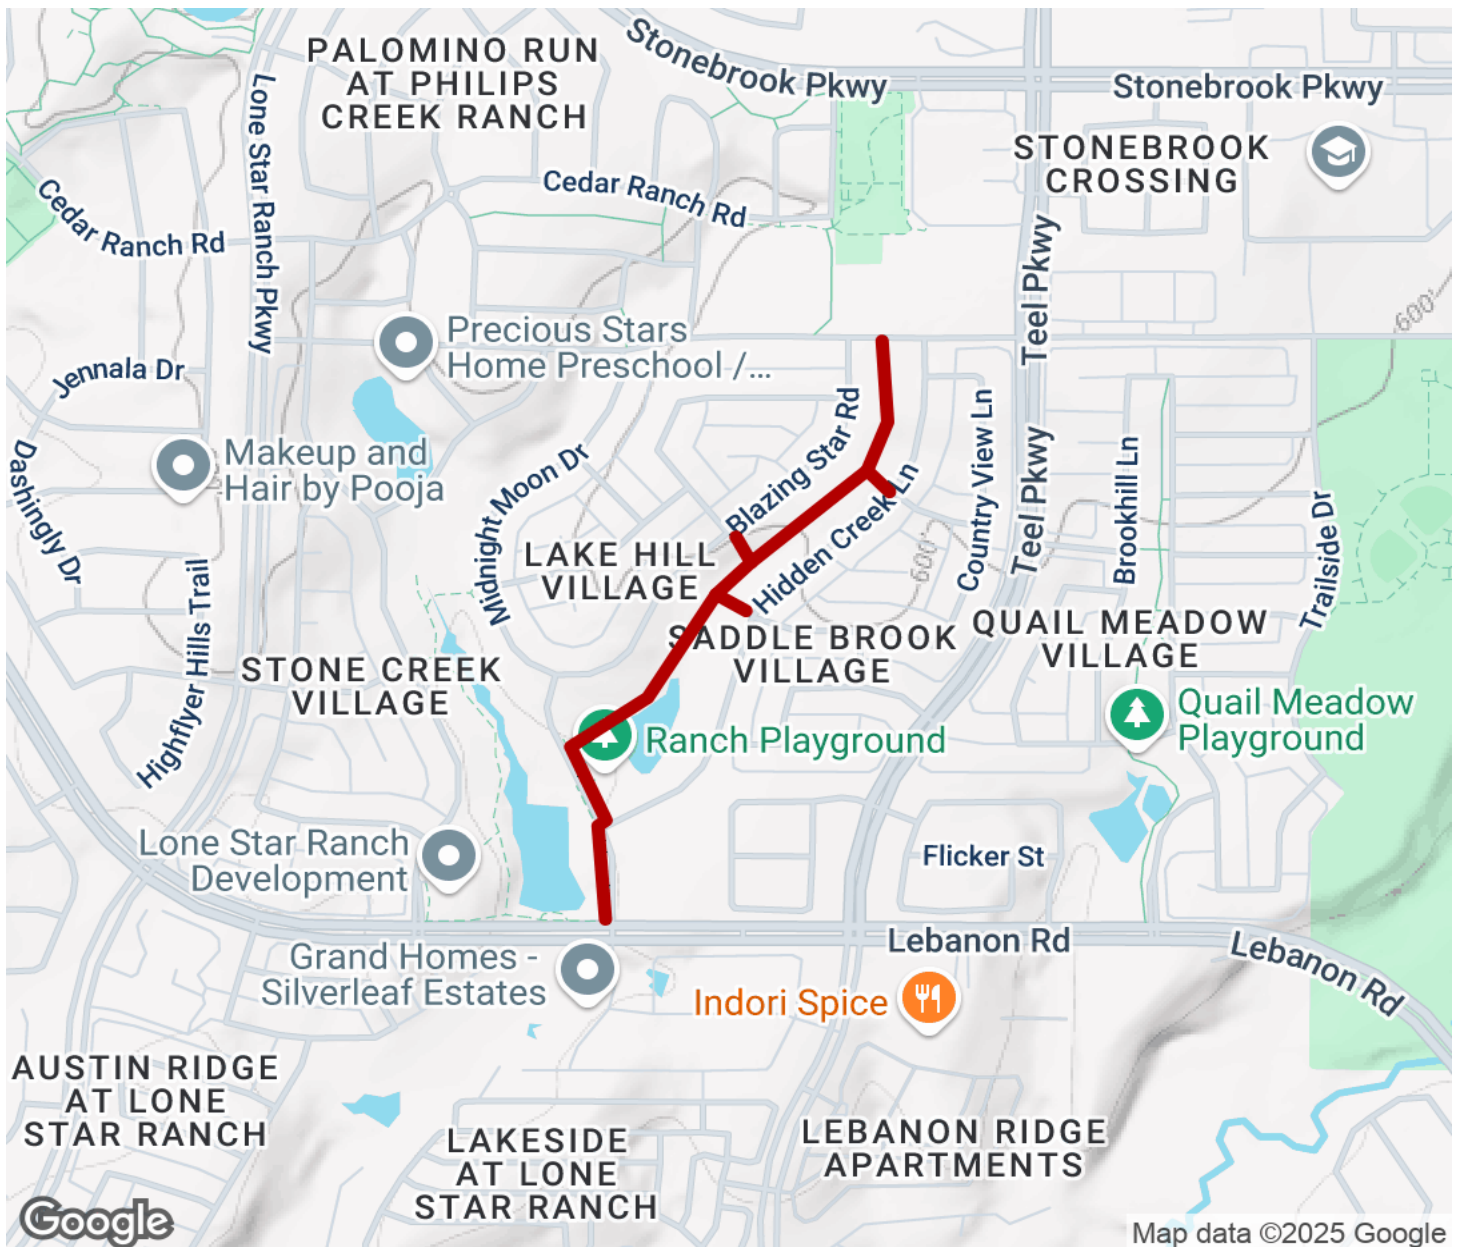 Stonebrook Pkwy
Stonebrook Pkwy
PALOMINO RUN
AT PHILIPS
CREEK RANCH
Lone Star Ranch Pkwy
STONEBROOK
CROSSING
Cedar Ranch Rd
Cedar Ranch Rd
Teel Pkwy
600'
Precious Stars
Home Preschool /...
Jennala Dr
Blazing Star Rd
Country View Ln
Makeup and
Hair by Pooja
Dashingly Dr
Midnight Moon Dr
Hidden Creek Ln
Teel Pkwy
Brookhill Ln
Trailside Dr
600'
LAKE HILL
VILLAGE
Highflyer Hills Trail
SADDLE BROOK
VILLAGE
QUAIL MEADOW
VILLAGE
STONE CREEK
VILLAGE
Ranch Playground
Quail Meadow
Playground
Lone Star Ranch
Development
Flicker St
Lebanon Rd
Lebanon Rd
Grand Homes -
Silverleaf Estates
Indori Spice
AUSTIN RIDGE
AT LONE
STAR RANCH
LAKESIDE
AT LONE
STAR RANCH
LEBANON RIDGE
APARTMENTS
Google
Map data ©2025 Google